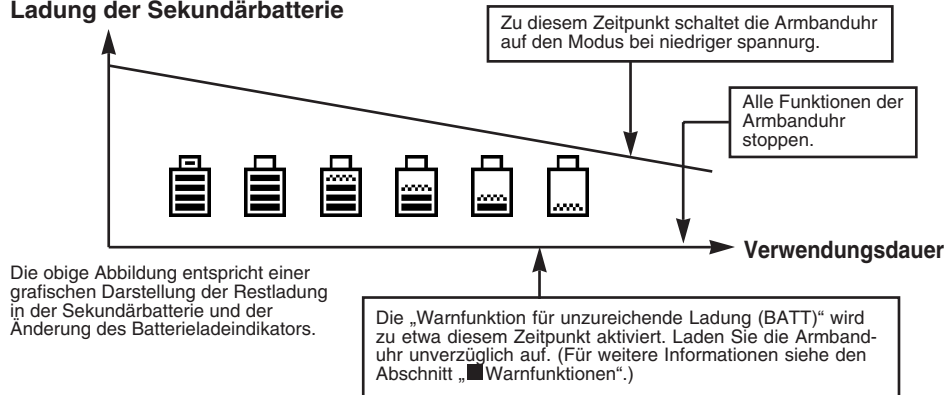 Ladung der Sekundärbatterie
Zu diesem Zeitpunkt schaltet die Armbanduhr
auf den Modus bei niedriger spannurg.
Alle Funktionen der
Armbanduhr
stoppen.
Verwendungsdauer
Die obige Abbildung entspricht einer
grafischen Darstellung der Restladung
in der Sekundärbatterie und der
Änderung des Batterieladeindikators.
Die „Warnfunktion für unzureichende Ladung (BATT)“ wird
zu etwa diesem Zeitpunkt aktiviert. Laden Sie die Armband-
uhr unverzüglich auf. (Für weitere Informationen siehe den
Abschnitt „■Warnfunktionen“.)